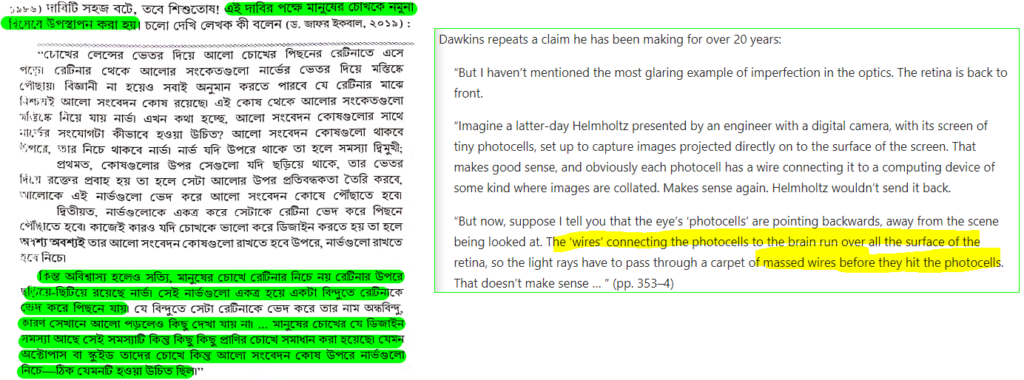 ১৯৮৬) দাবিটি সহজ বটে, তবে শিশুতোষ! এই দাবির পক্ষে মানুষের চোখকে নমুনা
হিসেবে উপস্থাপন করা হয়। চলো দেখি লেখক কী বলেন (ড. জাফর ইকবাল, ২০১৯) :
“চোখের লেন্সের ভেতর দিয়ে আলো চোখের পিছনের রেটিনাতে এসে
পড়ে। রেটিনার থেকে আলোর সংকেতগুলো নার্ভের ভেতর দিয়ে মস্তিষ্কে
পৌঁছায়। বিজ্ঞানী না হয়েও সবাই অনুমান করতে পারবে যে রেটিনার মাঝে
নিশ্চয়ই আলো সংবেদন কোষ রয়েছে। এই কোষ থেকে আলোর সংকেতগুলো
মস্তিষ্কে নিয়ে যায় নার্ভ। এখন কথা হচ্ছে, আলো সংবেদন কোষগুলোর সাথে
নার্ভের সংযোগটা কীভাবে হওয়া উচিত? আলো সংবেদন কোষগুলো থাকবে
উপরে, তার নিচে থাকবে নার্ভ। নার্ভ যদি উপরে থাকে তা হলে সমস্যা দ্বিমুখী;
প্রথমত, কোষগুলোর উপর সেগুলো যদি ছড়িয়ে থাকে, তার ভেতর
দিয়ে রক্তের প্রবাহ হয় তা হলে সেটা আলোর উপর প্রতিবন্ধকতা তৈরি করবে,
আলোকে এই নার্ভগুলো ভেদ করে আলো সংবেদন কোষে পৌঁছাতে হবে।
দ্বিতীয়ত, নার্ভগুলোকে একত্র করে সেটাকে রেটিনা ভেদ করে পিছনে
পৌঁছাতে হবে। কাজেই কারও যদি চোখকে ভালো করে ডিজাইন করতে হয় তা হলে
অবশ্য অবশ্যই তার আলো সংবেদন কোষগুলো রাখতে হবে উপরে, নার্ভগুলো রাখতে
হবে নিচে।
কিন্তু অবিশ্বাস্য হলেও সত্যি, মানুষের চোখে রেটিনার নিচে নয় রেটিনার উপরে
ছড়িয়ে-ছিটিয়ে রয়েছে নার্ভ। সেই নার্ভগুলো একত্র হয়ে একটা বিন্দুতে রেটিনাকে
ভেদ করে পিছনে যায়। যে বিন্দুতে সেটা রেটিনাকে ভেদ করে তার নাম অন্ধবিন্দু,
কারণ সেখানে আলো পড়লেও কিছু দেখা যায় না। ... মানুষের চোখের যে ডিজাইন
সমস্যা আছে সেই সমস্যাটি কিন্তু কিছু কিছু প্রাণির চোখে সমাধান করা হয়েছে। যেমন
অক্টোপাস বা স্কুইড তাদের চোখে কিন্তু আলো সংবেদন কোষ উপরে নার্ভগুলো
নিচে—ঠিক যেমনটি হওয়া উচিত ছিল।”
Dawkins repeats a claim he has been making for over 20 years:
“But I haven’t mentioned the most glaring example of imperfection in the optics. The retina is back to
front.
“Imagine a latter-day Helmholtz presented by an engineer with a digital camera, with its screen of
tiny photocells, set up to capture images projected directly on to the surface of the screen. That
makes good sense, and obviously each photocell has a wire connecting it to a computing device of
some kind where images are collated. Makes sense again. Helmholtz wouldn’t send it back.
“But now, suppose I tell you that the eye’s ‘photocells’ are pointing backwards, away from the scene
being looked at. The ‘wires’ connecting the photocells to the brain run over all the surface of the
retina, so the light rays have to pass through a carpet of massed wires before they hit the photocells.
That doesn’t make sense … ” (pp. 353–4)